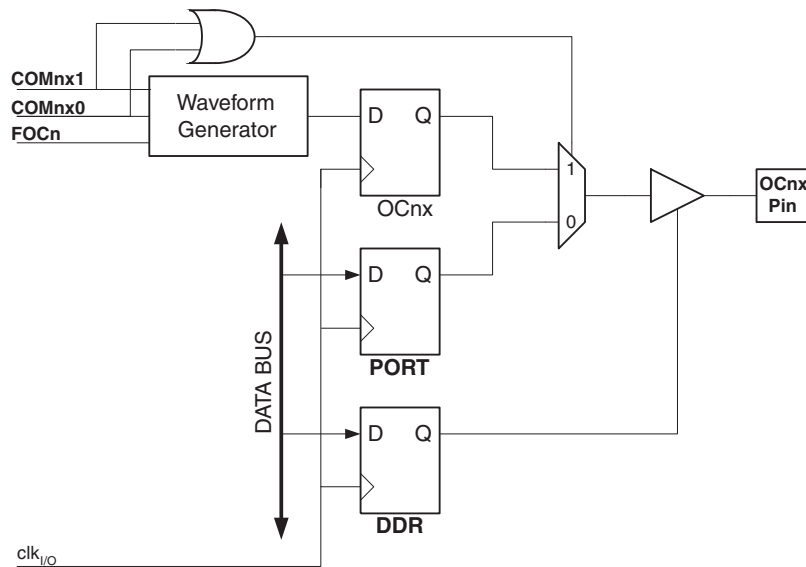 COMnx1
COMnx0
FOCn
Waveform
Generator
D
Q
OCnx
1
0
OCnx
Pin
DATA BUS
D
Q
PORT
D
Q
DDR
clkI/O